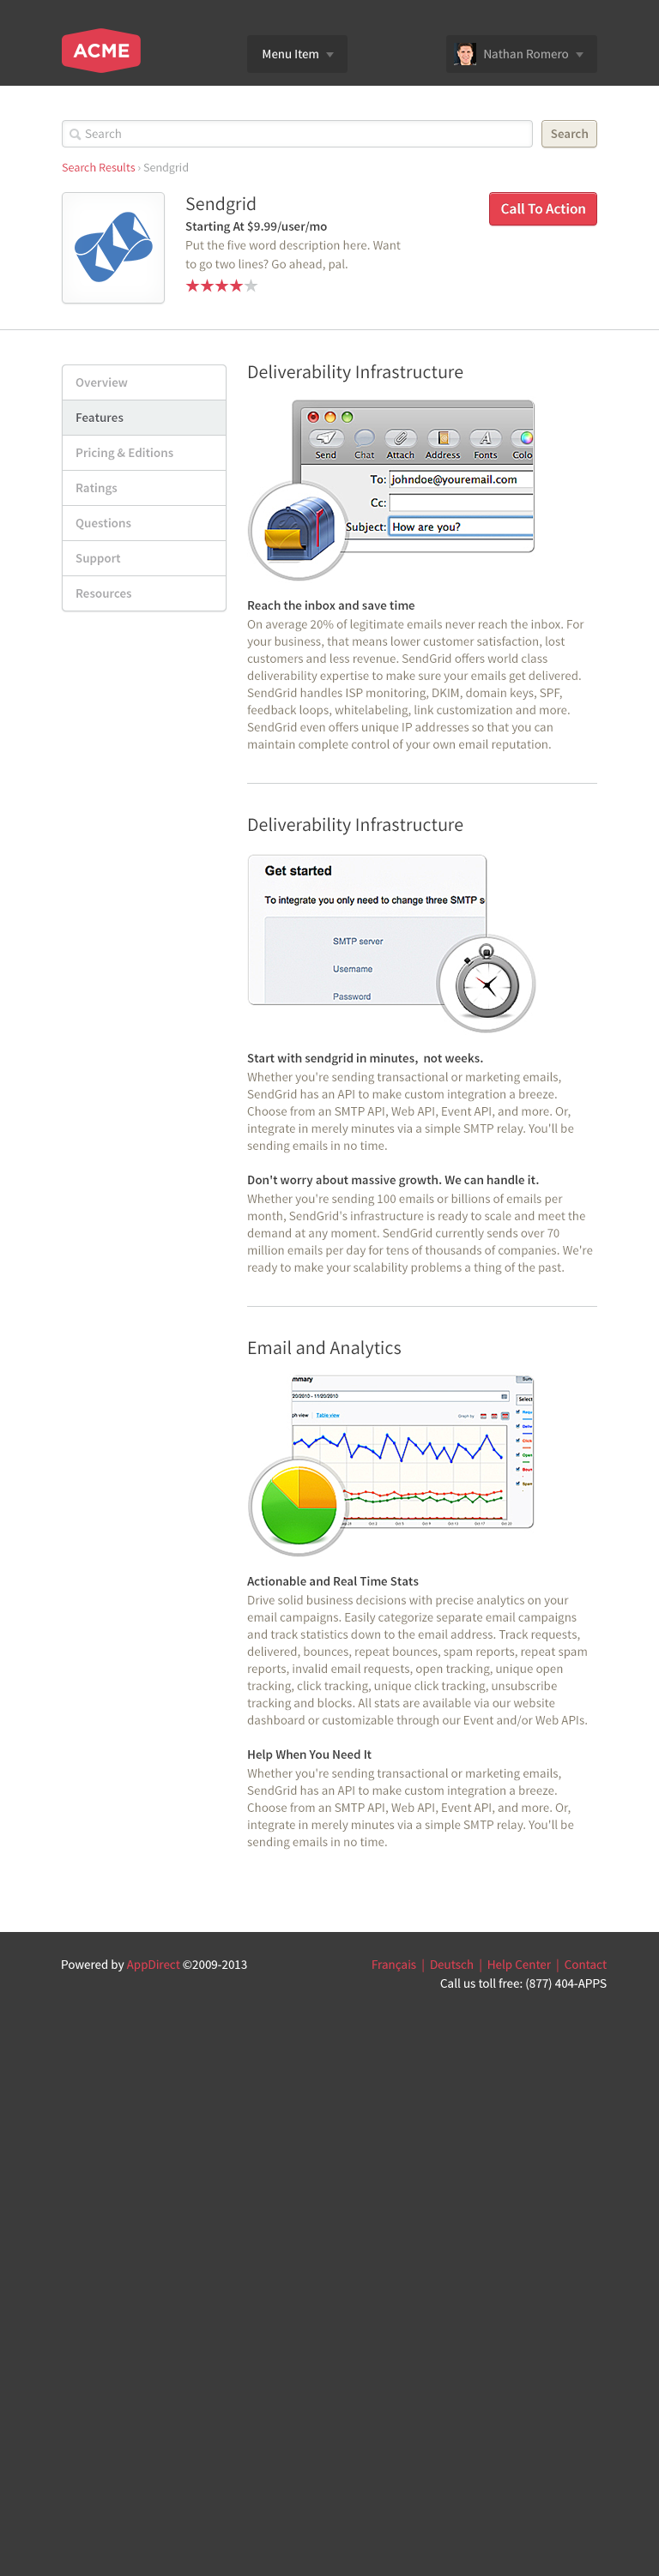 ACME
Menu Item
Nathan Romero
Search
Search
Search Results › Sendgrid
Sendgrid
Starting At $9.99/user/mo
Put the five word description here. Want
to go two lines? Go ahead, pal.
Call To Action
Overview
Features
Pricing & Editions
Ratings
Questions
Support
Resources
Deliverability Infrastructure
Send Chat Attach Address Fonts Colo
To: johndoe@youremail.com
Cc:
Subject: How are you?
Reach the inbox and save time
On average 20% of legitimate emails never reach the inbox. For
your business, that means lower customer satisfaction, lost
customers and less revenue. SendGrid offers world class
deliverability expertise to make sure your emails get delivered.
SendGrid handles ISP monitoring, DKIM, domain keys, SPF,
feedback loops, whitelabeling, link customization and more.
SendGrid even offers unique IP addresses so that you can
maintain complete control of your own email reputation.
Deliverability Infrastructure
Get started
To integrate you only need to change three SMTP s
SMTP server
Username
Password
Start with sendgrid in minutes, not weeks.
Whether you're sending transactional or marketing emails,
SendGrid has an API to make custom integration a breeze.
Choose from an SMTP API, Web API, Event API, and more. Or,
integrate in merely minutes via a simple SMTP relay. You'll be
sending emails in no time.
Don't worry about massive growth. We can handle it.
Whether you're sending 100 emails or billions of emails per
month, SendGrid's infrastructure is ready to scale and meet the
demand at any moment. SendGrid currently sends over 70
million emails per day for tens of thousands of companies. We're
ready to make your scalability problems a thing of the past.
Email and Analytics
mmary
20/2010 - 11/20/2010
ph view | Table view
Graph by
Select
Actionable and Real Time Stats
Drive solid business decisions with precise analytics on your
email campaigns. Easily categorize separate email campaigns
and track statistics down to the email address. Track requests,
delivered, bounces, repeat bounces, spam reports, repeat spam
reports, invalid email requests, open tracking, unique open
tracking, click tracking, unique click tracking, unsubscribe
tracking and blocks. All stats are available via our website
dashboard or customizable through our Event and/or Web APIs.
Help When You Need It
Whether you're sending transactional or marketing emails,
SendGrid has an API to make custom integration a breeze.
Choose from an SMTP API, Web API, Event API, and more. Or,
integrate in merely minutes via a simple SMTP relay. You'll be
sending emails in no time.
Powered by AppDirect ©2009-2013
Français | Deutsch | Help Center | Contact
Call us toll free: (877) 404-APPS